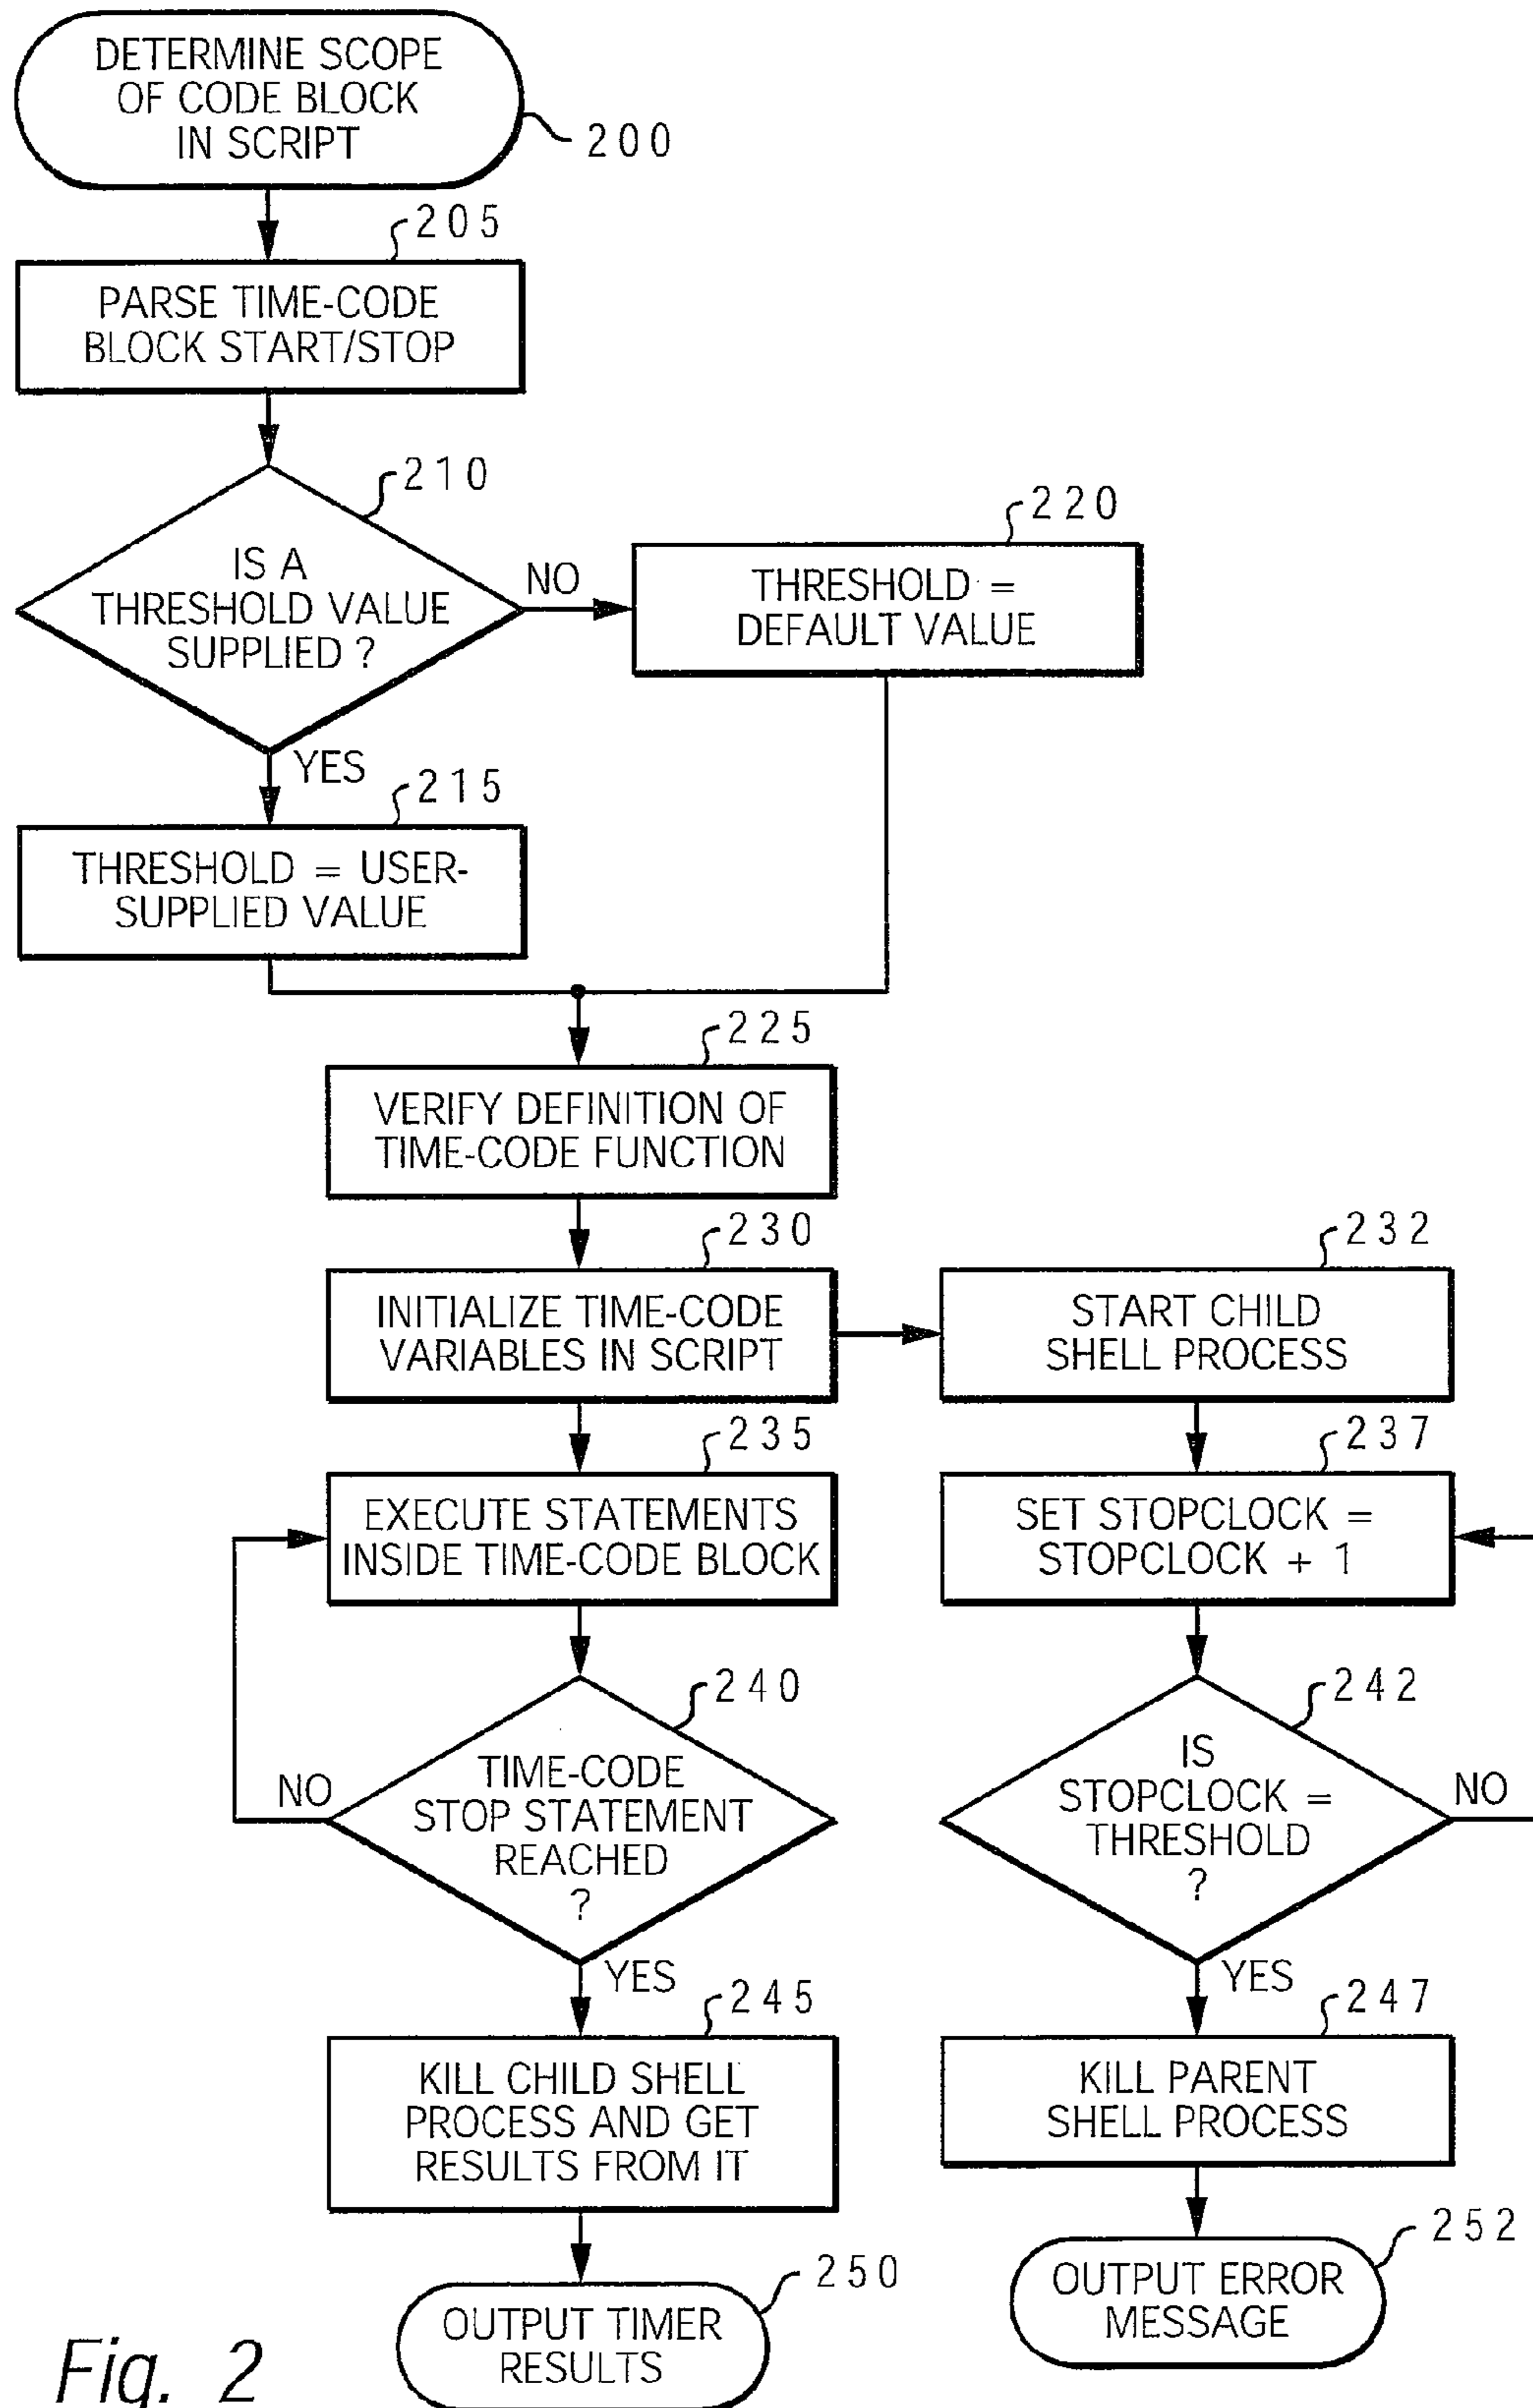 DETERMINE SCOPE
OF CODE BLOCK
IN SCRIPT
200
205
PARSE TIME-CODE
BLOCK START/STOP
210
IS A
THRESHOLD VALUE
SUPPLIED ?
NO
220
THRESHOLD =
DEFAULT VALUE
YES
215
THRESHOLD = USER-
SUPPLIED VALUE
225
VERIFY DEFINITION OF
TIME-CODE FUNCTION
230
INITIALIZE TIME-CODE
VARIABLES IN SCRIPT
232
START CHILD
SHELL PROCESS
235
EXECUTE STATEMENTS
INSIDE TIME-CODE BLOCK
237
SET STOPCLOCK =
STOPCLOCK + 1
240
TIME-CODE
STOP STATEMENT
REACHED
?
NO
YES
242
IS
STOPCLOCK =
THRESHOLD
?
NO
YES
245
KILL CHILD SHELL
PROCESS AND GET
RESULTS FROM IT
247
KILL PARENT
SHELL PROCESS
250
OUTPUT TIMER
RESULTS
252
OUTPUT ERROR
MESSAGE
Fig. 2